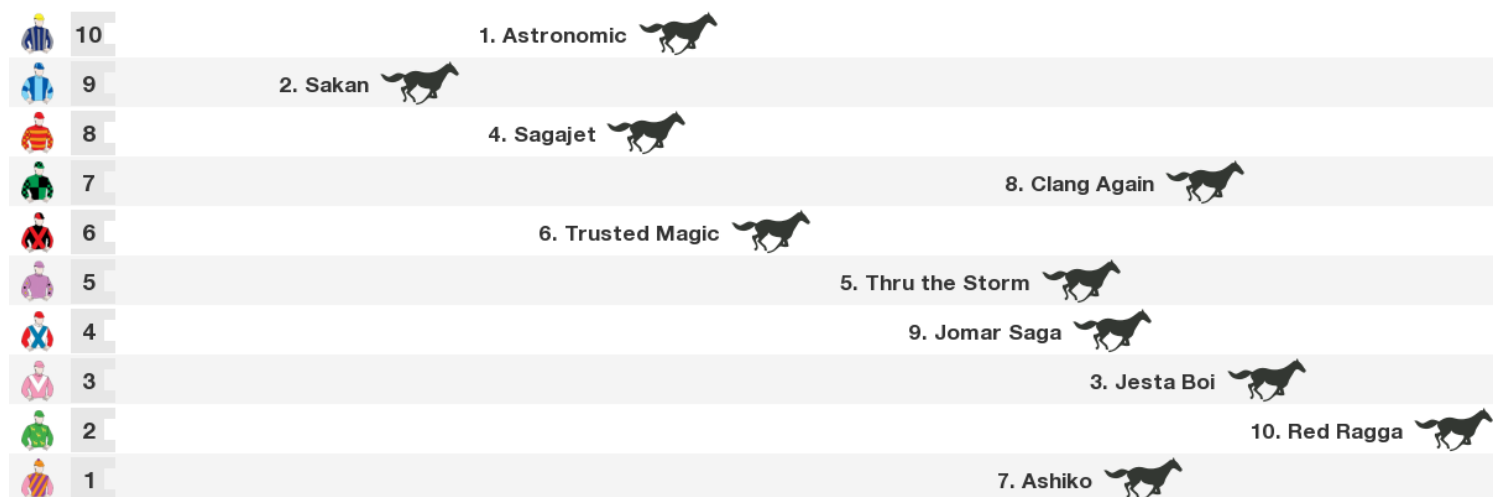 10 1. Astronomic
9 2. Sakan
8 4. Sagajet
7 8. Clang Again
6 6. Trusted Magic
5 5. Thru the Storm
4 9. Jomar Saga
3 3. Jesta Boi
2 10. Red Ragga
1 7. Ashiko